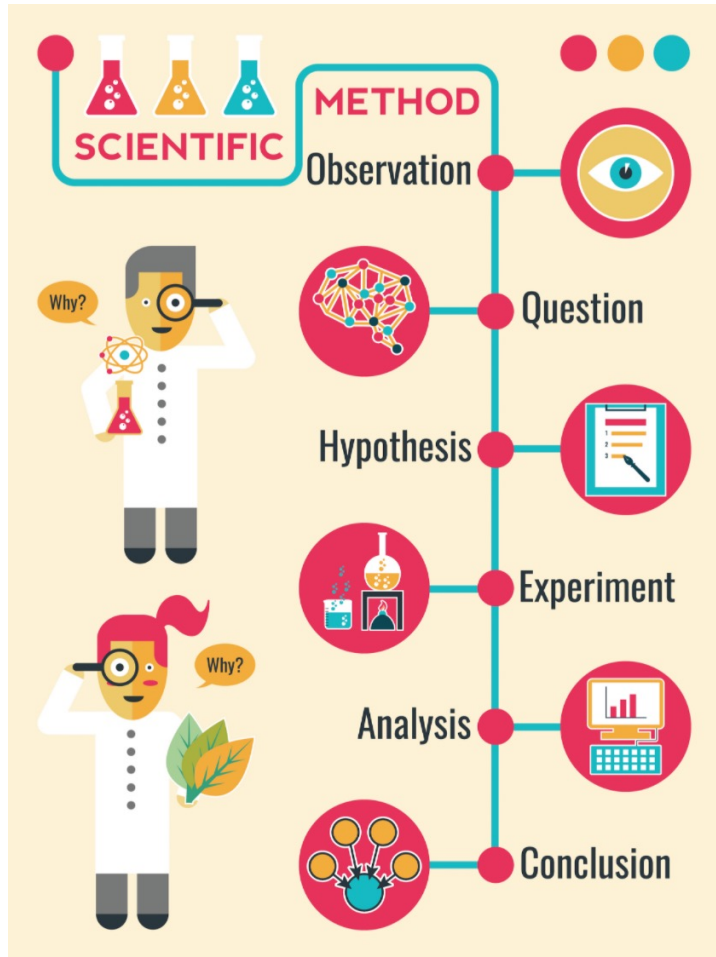 SCIENTIFIC
METHOD
Observation
Why?
Question
Hypothesis
1
2
3
Experiment
Why?
Analysis
Conclusion